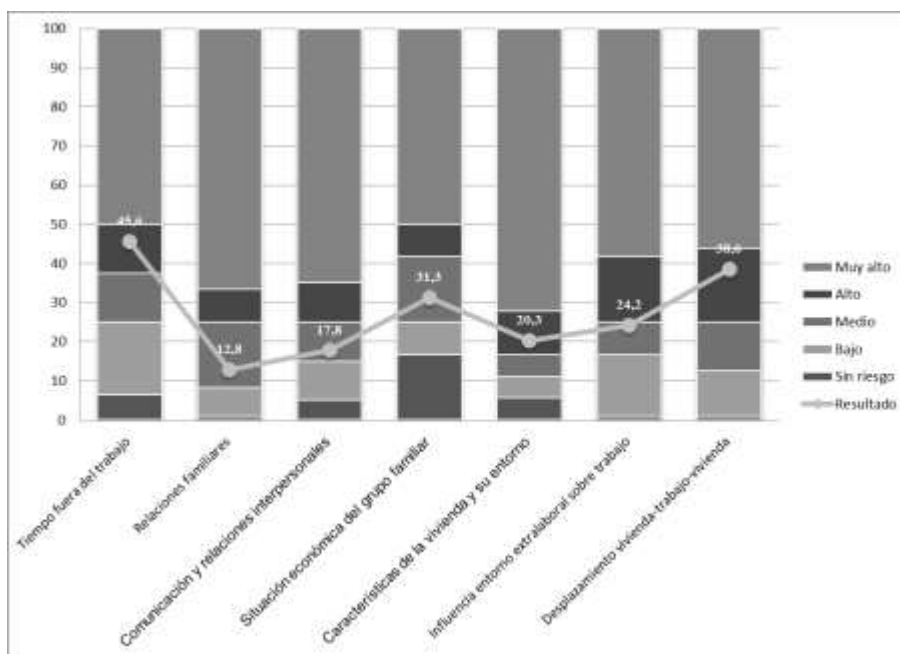 100
90
80
70
60
50
40
30
20
10
0
45,6
12,8
17,8
31,3
20,3
24,2
Muy alto
Alto
Medio
Bajo
Sin riesgo
Resultado
Tiempo fuera del trabajo
Relaciones familiares
Comunicación y relaciones interpersonales
Situación económica del grupo familiar
Características de la vivienda y su entorno
Influencia entorno extralaboral sobre trabajo
Desplazamiento vivienda-trabajo-vivienda